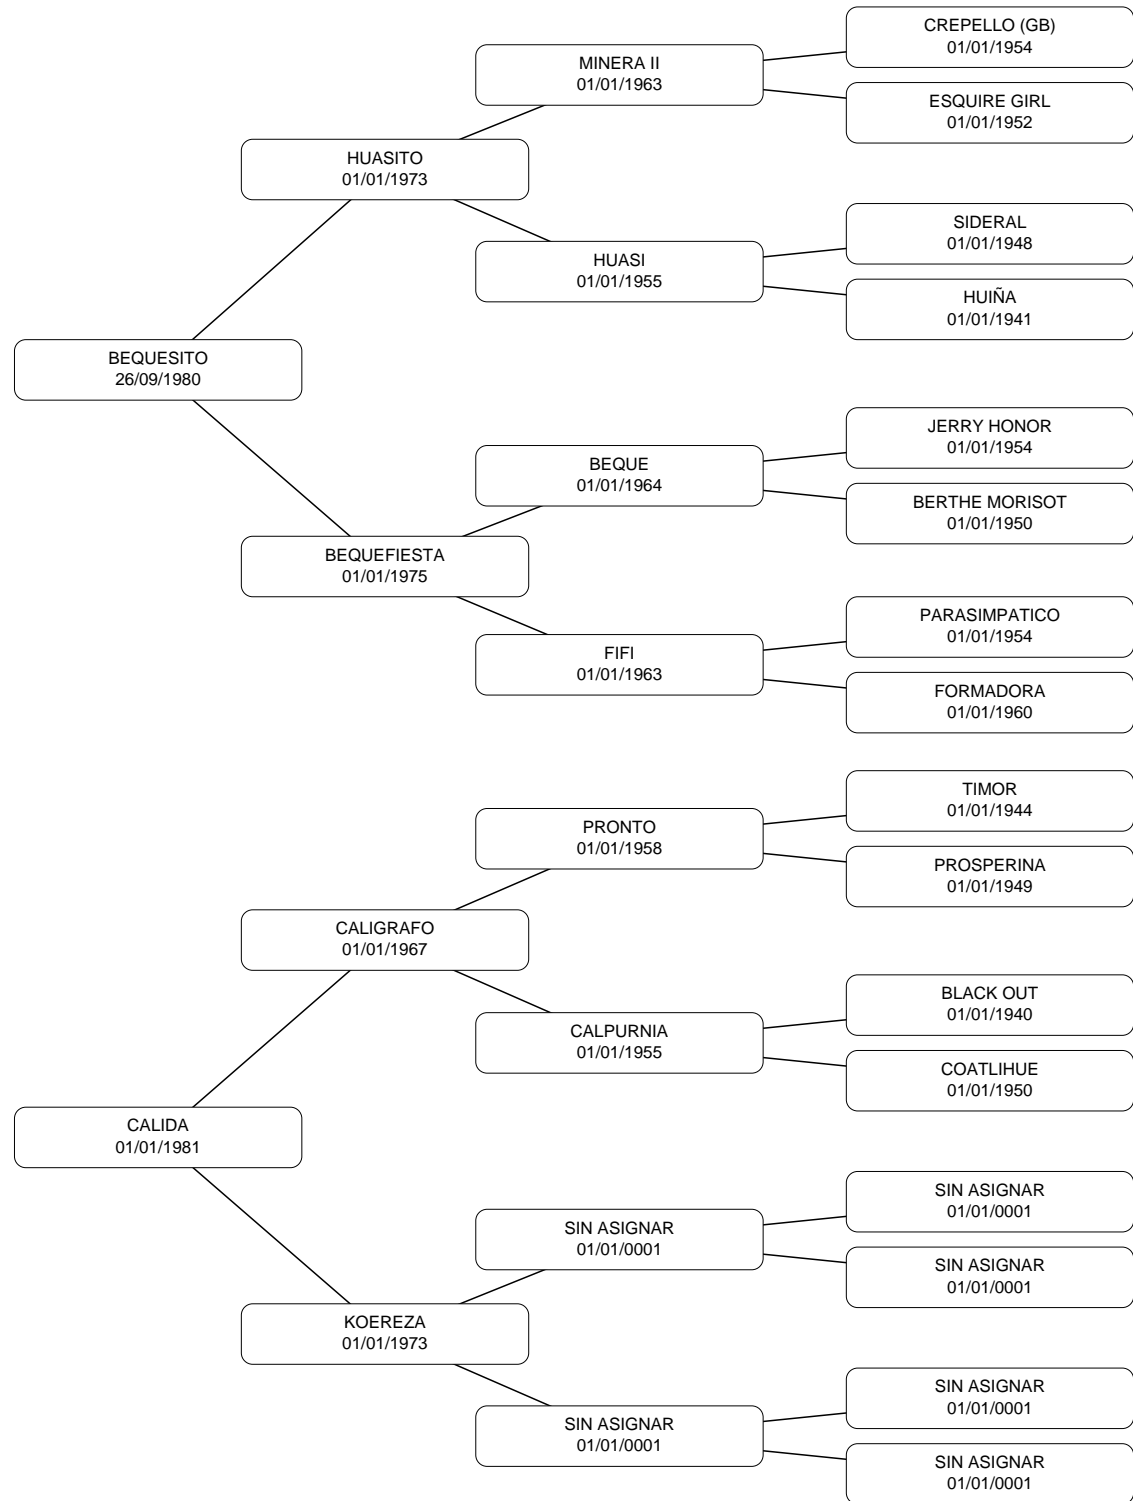 CREPELLO (GB)
01/01/1954
MINERA II
01/01/1963
ESQUIRE GIRL
01/01/1952
HUASITO
01/01/1973
SIDERAL
01/01/1948
HUASI
01/01/1955
HUIÑA
01/01/1941
BEQUESITO
26/09/1980
JERRY HONOR
01/01/1954
BEQUE
01/01/1964
BERTHE MORISOT
01/01/1950
BEQUEFIESTA
01/01/1975
PARASIMPATICO
01/01/1954
FIFI
01/01/1963
FORMADORA
01/01/1960
TIMOR
01/01/1944
PRONTO
01/01/1958
PROSPERINA
01/01/1949
CALIGRAFO
01/01/1967
BLACK OUT
01/01/1940
CALPURNIA
01/01/1955
COATLIHUE
01/01/1950
CALIDA
01/01/1981
SIN ASIGNAR
01/01/0001
SIN ASIGNAR
01/01/0001
SIN ASIGNAR
01/01/0001
KOEREZA
01/01/1973
SIN ASIGNAR
01/01/0001
SIN ASIGNAR
01/01/0001
SIN ASIGNAR
01/01/0001